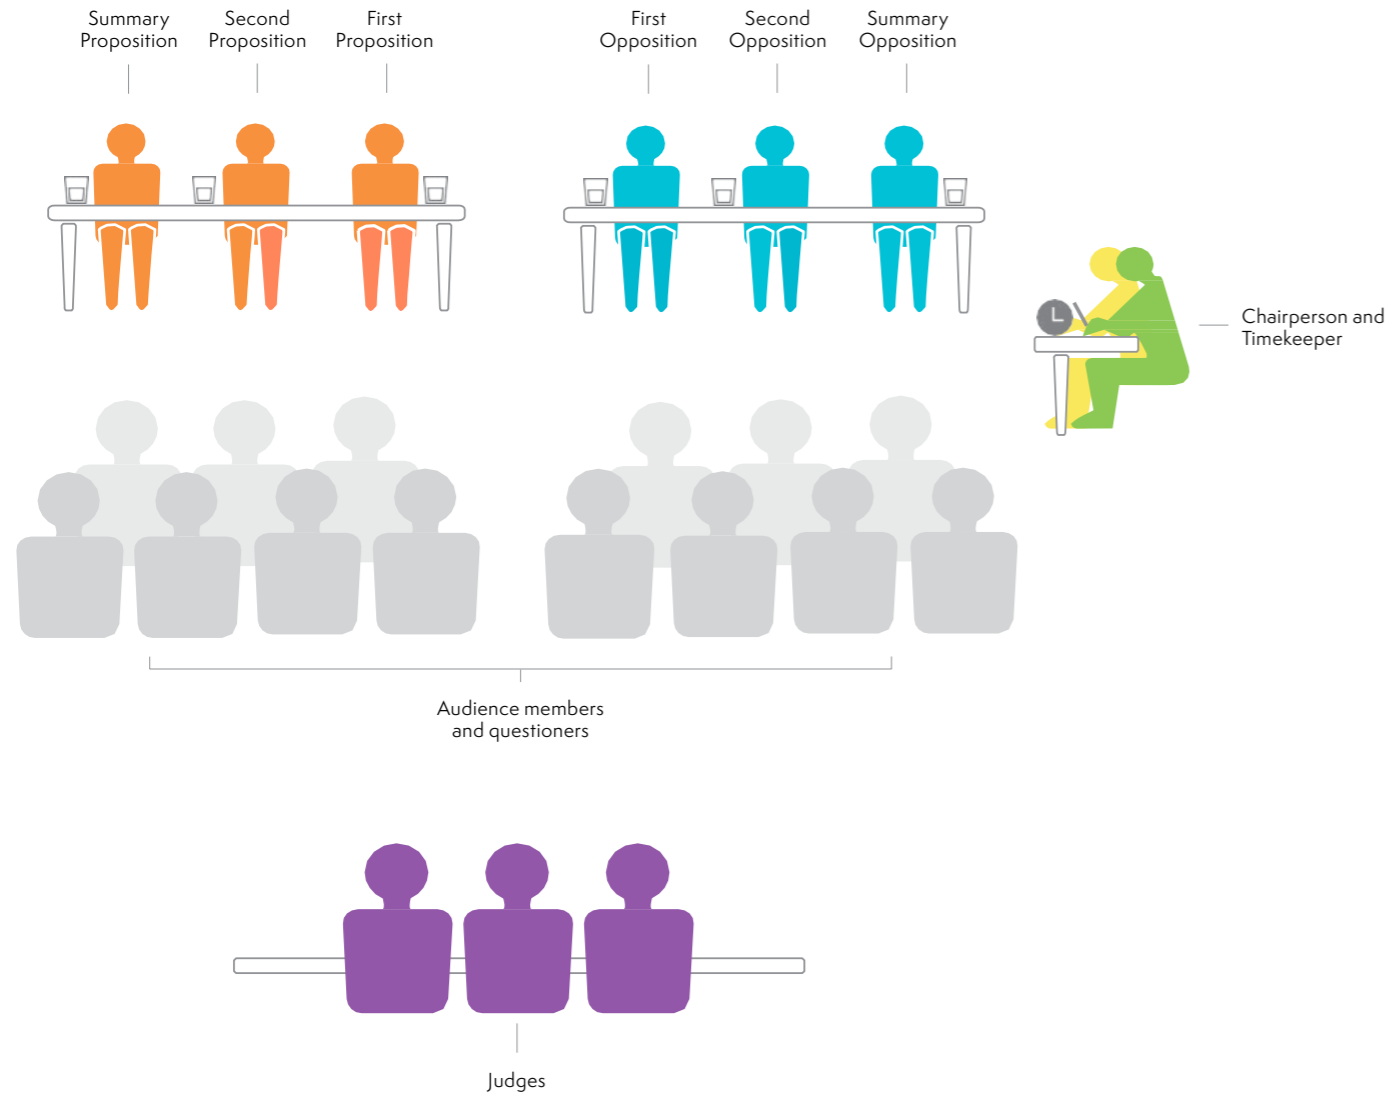 Summary
Proposition
Second
Proposition
First
Proposition
First
Opposition
Second
Opposition
Summary
Opposition
Chairperson and
Timekeeper
Audience members
and questioners
Judges